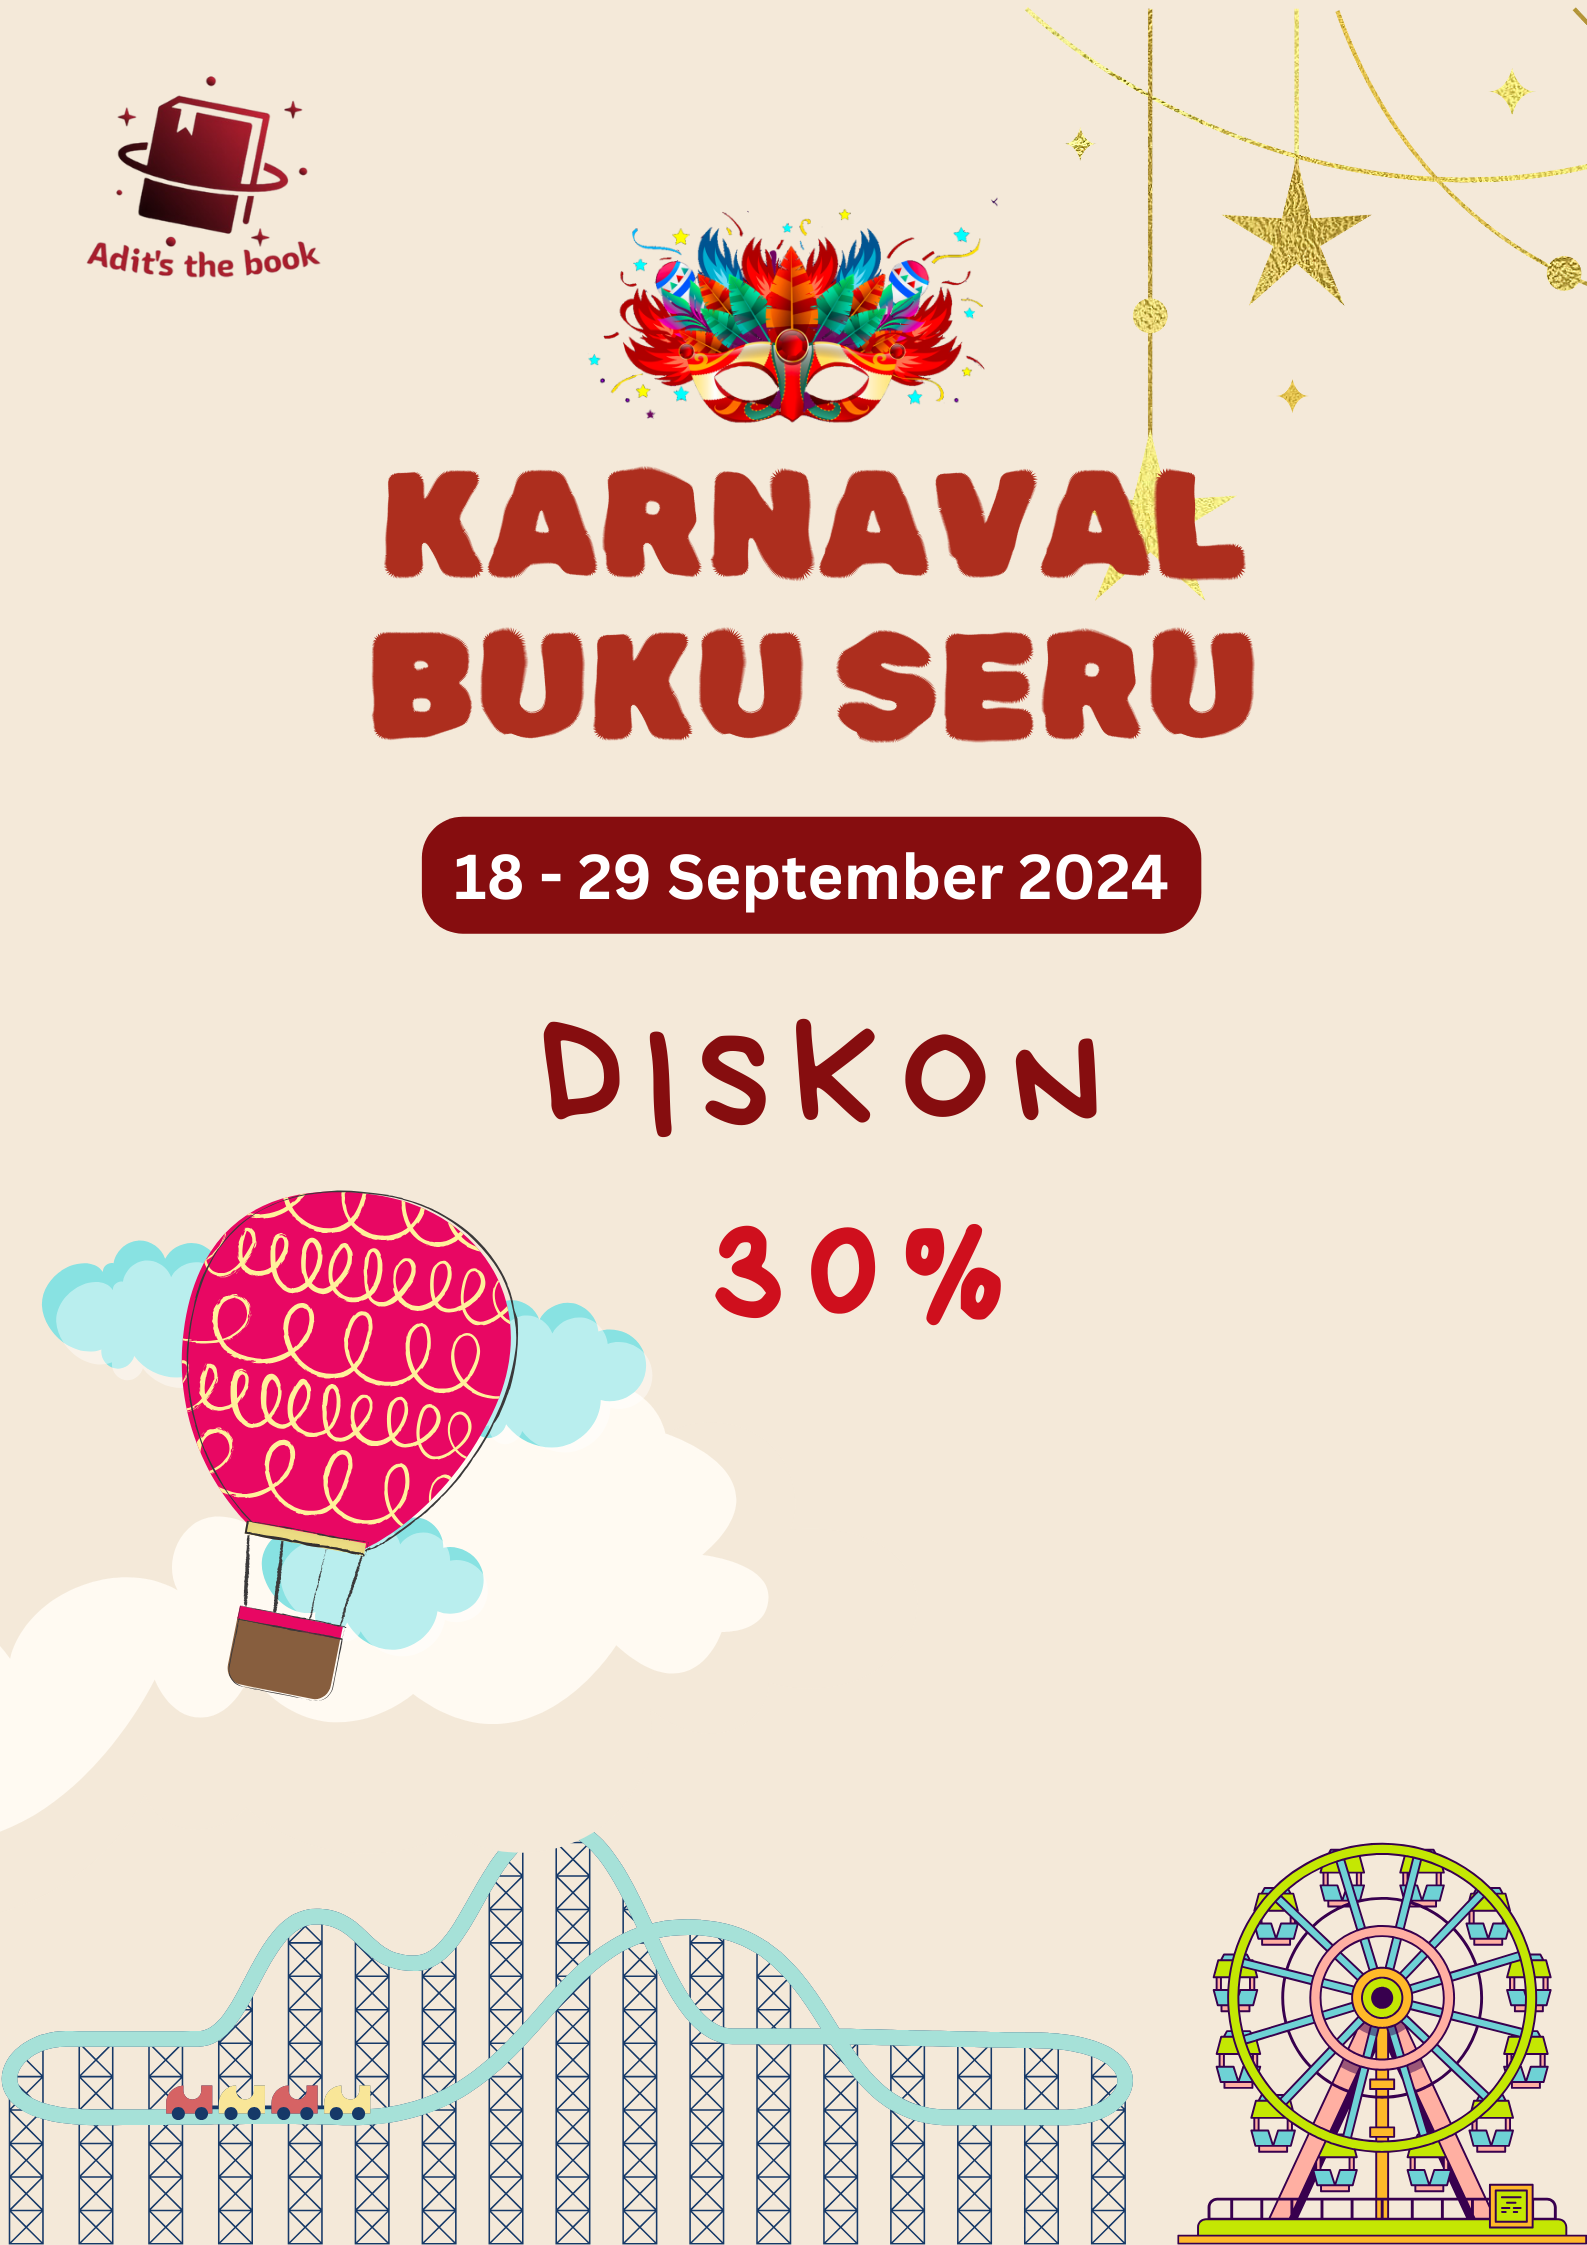 Adit's the book
KARNAVAL
BUKU SERU
18 - 29 September 2024
DISKON
30%